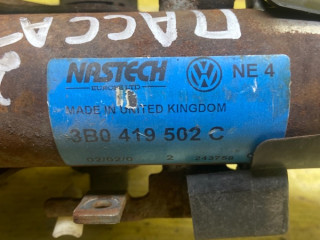 ПАССАТ
NASTECH NE 4
EUROPE LTD
MADE IN UNITED KINGDOM
3B0 419 502 C